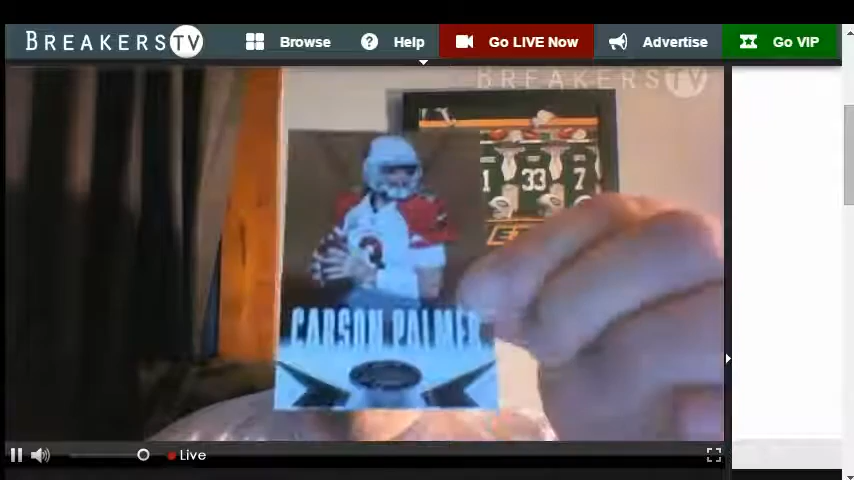 BREAKERS TV
Browse
Help
Go LIVE Now
Advertise
Go VIP
BREAKERS TV
1 33 7
CARSON PALMER
Live